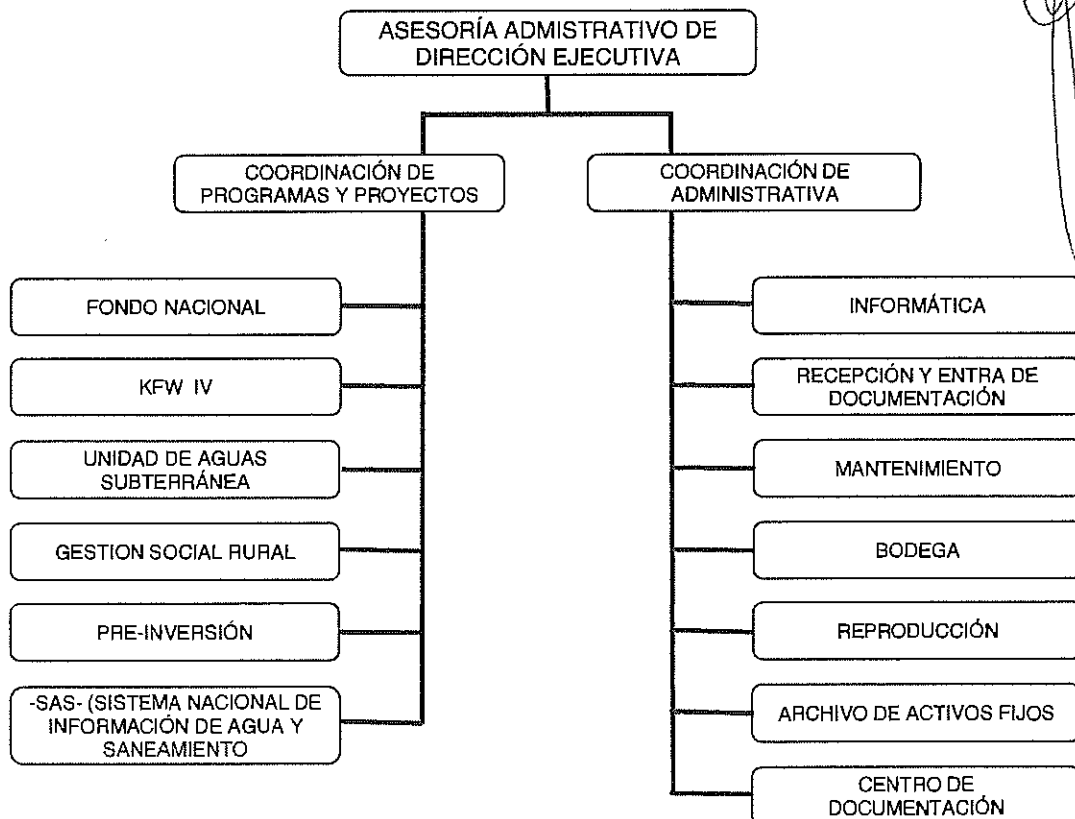 ASESORÍA ADMISTRATIVO DE
DIRECCIÓN EJECUTIVA
COORDINACIÓN DE
PROGRAMAS Y PROYECTOS
COORDINACIÓN DE
ADMINISTRATIVA
FONDO NACIONAL
KFW IV
UNIDAD DE AGUAS
SUBTERRÁNEA
GESTION SOCIAL RURAL
PRE-INVERSIÓN
-SAS- (SISTEMA NACIONAL DE
INFORMACIÓN DE AGUA Y
SANEAMIENTO
INFORMÁTICA
RECEPCIÓN Y ENTRA DE
DOCUMENTACIÓN
MANTENIMIENTO
BODEGA
REPRODUCCIÓN
ARCHIVO DE ACTIVOS FIJOS
CENTRO DE
DOCUMENTACIÓN